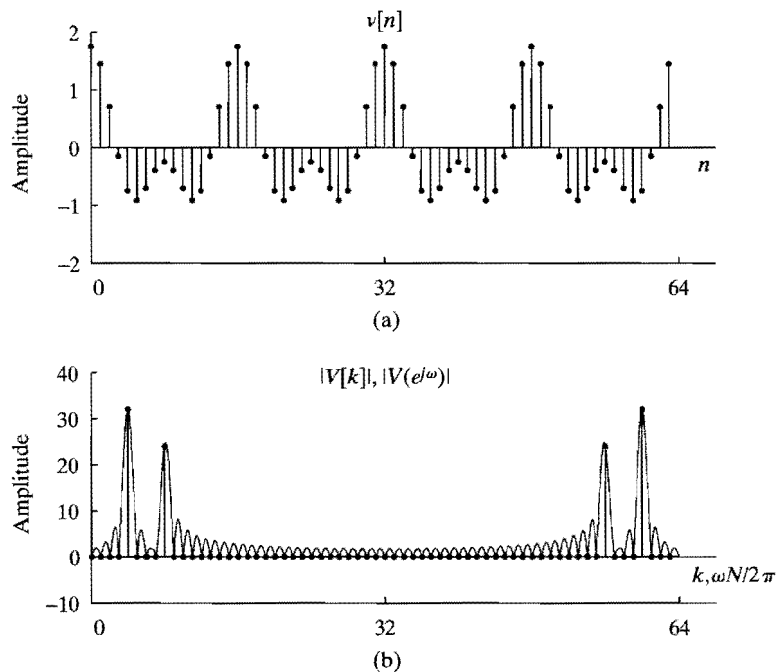 v[n]
2
1
0
−1
−2
Amplitude
n
0 32 64
(a)
|V[k]|, |V(e^{jω})|
40
30
20
10
0
−10
Amplitude
k, ωN/2π
0 32 64
(b)